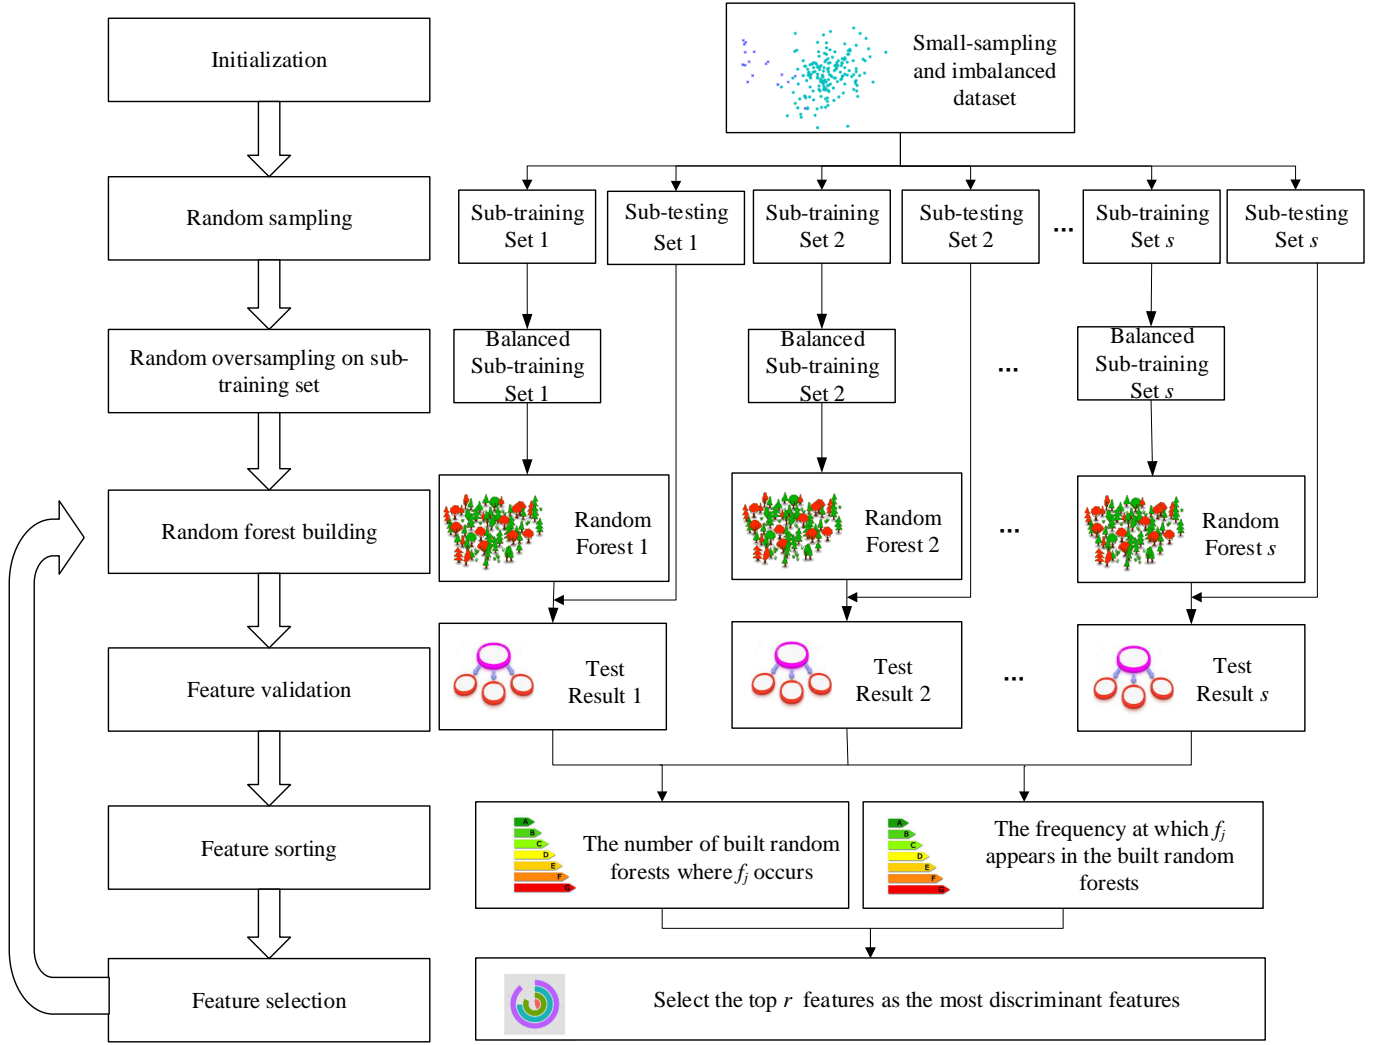 Initialization
Small-sampling
and imbalanced
dataset
Random sampling
Sub-training
Set 1
Sub-testing
Set 1
Sub-training
Set 2
Sub-testing
Set 2
...
Sub-training
Set s
Sub-testing
Set s
Random oversampling on sub-
training set
Balanced
Sub-training
Set 1
Balanced
Sub-training
Set 2
...
Balanced
Sub-training
Set s
Random forest building
Random
Forest 1
Random
Forest 2
...
Random
Forest s
Feature validation
Test
Result 1
Test
Result 2
...
Test
Result s
Feature sorting
A
B
C
D
E
F
G
The number of built random
forests where fj occurs
A
B
C
D
E
F
G
The frequency at which fj
appears in the built random
forests
Feature selection
Select the top r features as the most discriminant features